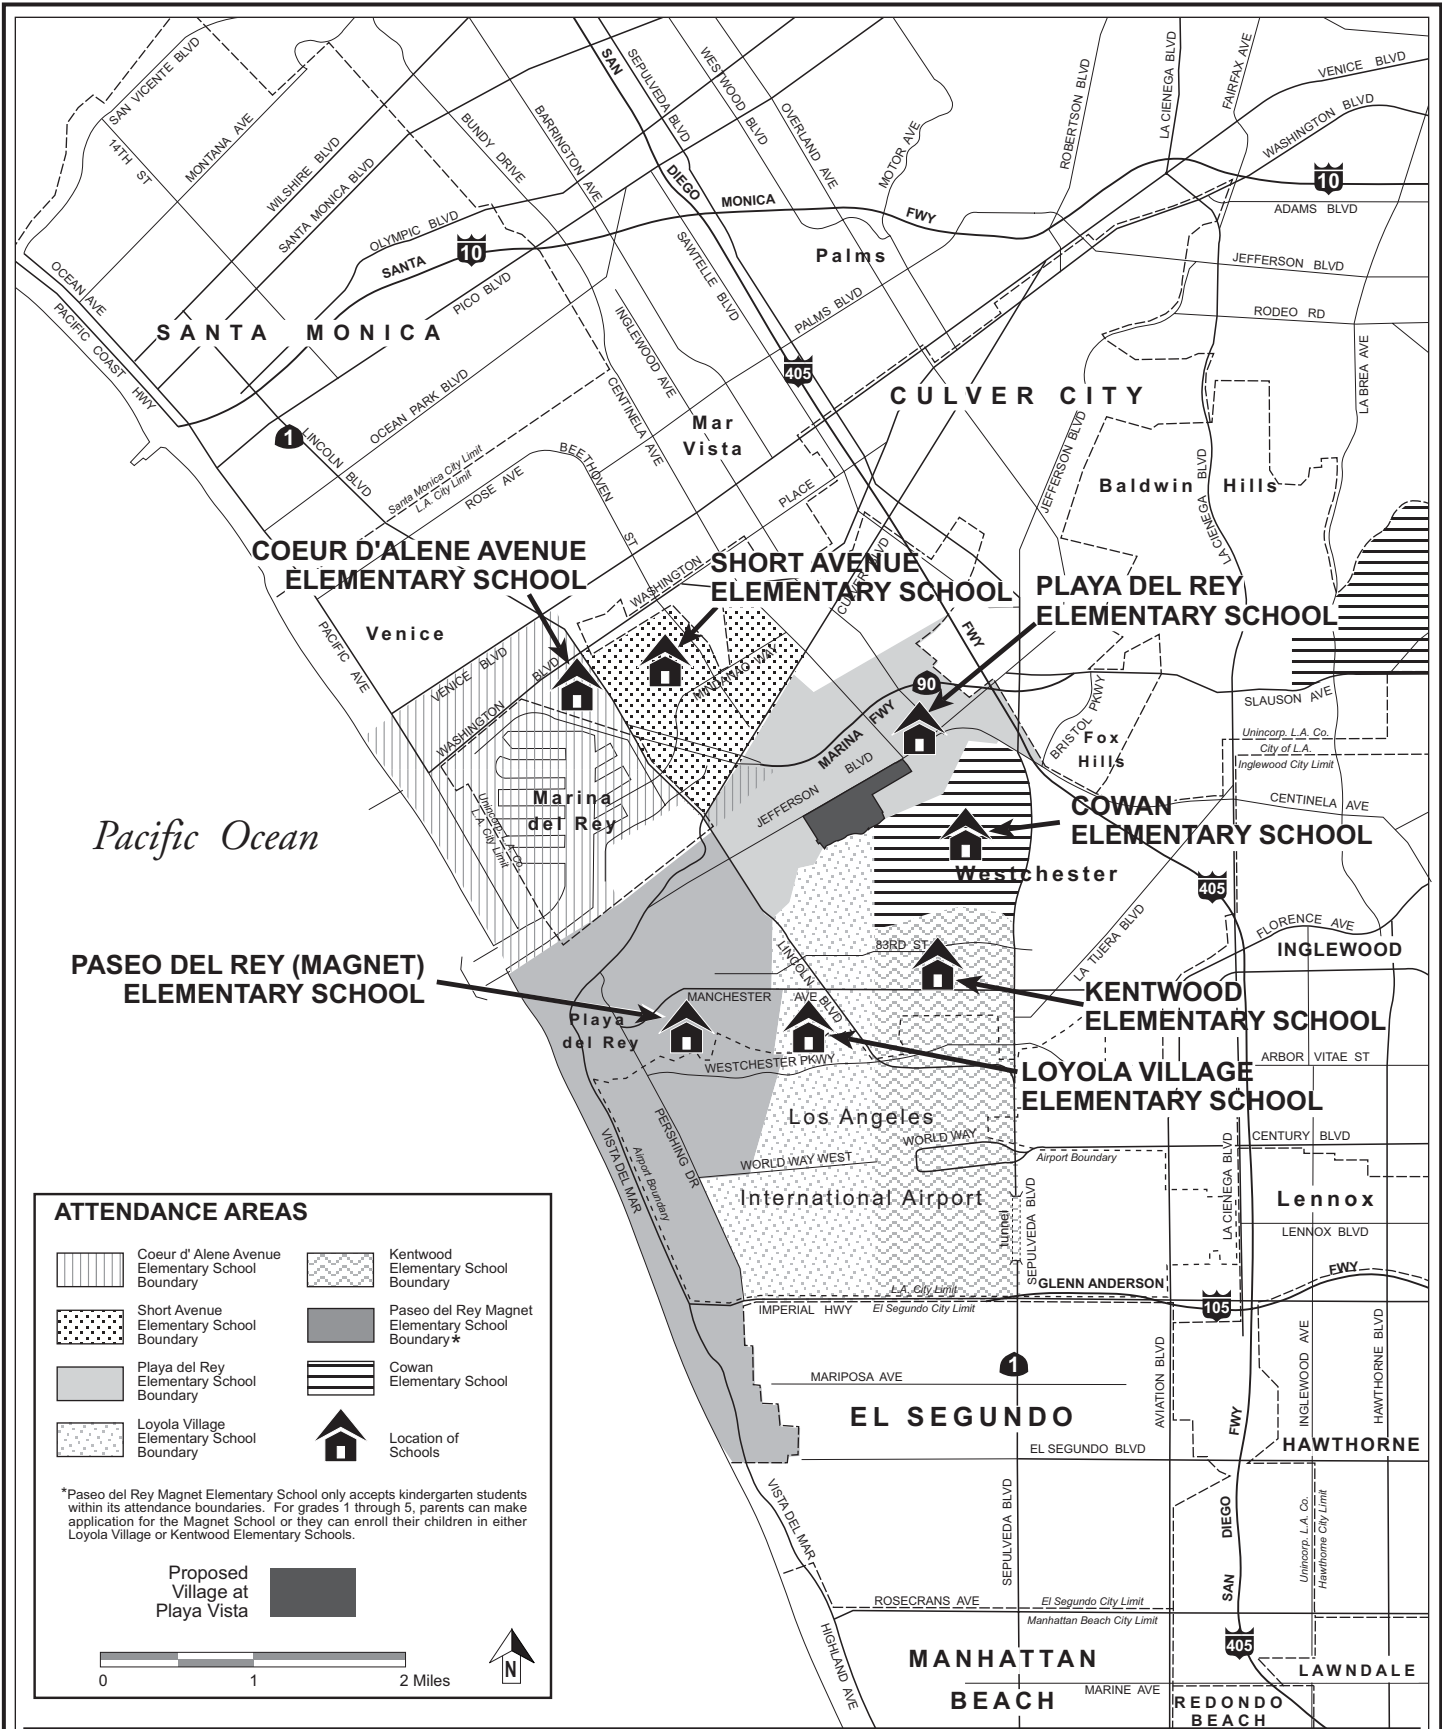 SAN VICENTE BLVD
14TH ST
MONTANA AVE
WILSHIRE BLVD
SANTA MONICA BLVD
OLYMPIC BLVD
BUNDY DRIVE
BARRINGTON AVE
SAN
DIEGO
SEPULVEDA BLVD
WESTWOOD BLVD
OVERLAND AVE
MOTOR AVE
ROBERTSON BLVD
LA CIENEGA BLVD
FAIRFAX AVE
VENICE BLVD
WASHINGTON BLVD
10
ADAMS BLVD
SANTA
10
MONICA
FWY
OCEAN AVE
PACIFIC COAST HWY
PICO BLVD
SAWTELLE BLVD
Palms
PALMS BLVD
JEFFERSON BLVD
RODEO RD
LA BREA AVE
SANTA MONICA
INGLEWOOD AVE
405
CULVER CITY
OCEAN PARK BLVD
CENTINELA AVE
Mar
Vista
1
LINCOLN BLVD
Santa Monica City Limit
L.A. City Limit
ROSE AVE
BEETHOVEN
ST
PLACE
JEFFERSON BLVD
Baldwin Hills
LA CIENEGA BLVD
COEUR D'ALENE AVENUE
ELEMENTARY SCHOOL
WASHINGTON
SHORT AVENUE
ELEMENTARY SCHOOL
CULVER BLVD
PLAYA DEL REY
ELEMENTARY SCHOOL
FWY
PACIFIC AVE
Venice
VENICE BLVD
WASHINGTON BLVD
MINDANAO WAY
90
MARINA FWY
BRISTOL PKWY
SLAUSON AVE
Fox
Hills
Unincorp. L.A. Co.
City of L.A.
Inglewood City Limit
CENTINELA AVE
Marina
del Rey
Unincorp. L.A. Co.
L.A. City Limit
JEFFERSON BLVD
Pacific Ocean
COWAN
ELEMENTARY SCHOOL
Westchester
405
LA TIJERA BLVD
FLORENCE AVE
INGLEWOOD
PASEO DEL REY (MAGNET)
ELEMENTARY SCHOOL
83RD ST
LINCOLN BLVD
MANCHESTER AVE
KENTWOOD
ELEMENTARY SCHOOL
Playa
del Rey
WESTCHESTER PKWY
ARBOR VITAE ST
LOYOLA VILLAGE
ELEMENTARY SCHOOL
Los Angeles
International Airport
WORLD WAY
WORLD WAY WEST
CENTURY BLVD
Airport Boundary
PERSHING DR
VISTA DEL MAR
Airport Boundary
LA CIENEGA BLVD
Lennox
LENNOX BLVD
Tunnel
SEPULVEDA BLVD
GLENN ANDERSON
FWY
L.A. City Limit
IMPERIAL HWY
El Segundo City Limit
105
1
MARIPOSA AVE
AVIATION BLVD
INGLEWOOD AVE
HAWTHORNE BLVD
EL SEGUNDO
FWY
HAWTHORNE
EL SEGUNDO BLVD
VISTA DEL MAR
SEPULVEDA BLVD
DIEGO
SAN
Unincorp. L.A. Co.
Hawthorne City Limit
ROSECRANS AVE
El Segundo City Limit
Manhattan Beach City Limit
HIGHLAND AVE
405
MANHATTAN
BEACH
LAWNDALE
MARINE AVE
REDONDO
BEACH
ATTENDANCE AREAS
Coeur d' Alene Avenue
Elementary School
Boundary
Short Avenue
Elementary School
Boundary
Playa del Rey
Elementary School
Boundary
Loyola Village
Elementary School
Boundary
Kentwood
Elementary School
Boundary
Paseo del Rey Magnet
Elementary School
Boundary*
Cowan
Elementary School
Location of
Schools
*Paseo del Rey Magnet Elementary School only accepts kindergarten students
within its attendance boundaries. For grades 1 through 5, parents can make
application for the Magnet School or they can enroll their children in either
Loyola Village or Kentwood Elementary Schools.
Proposed
Village at
Playa Vista
0 1 2 Miles
N